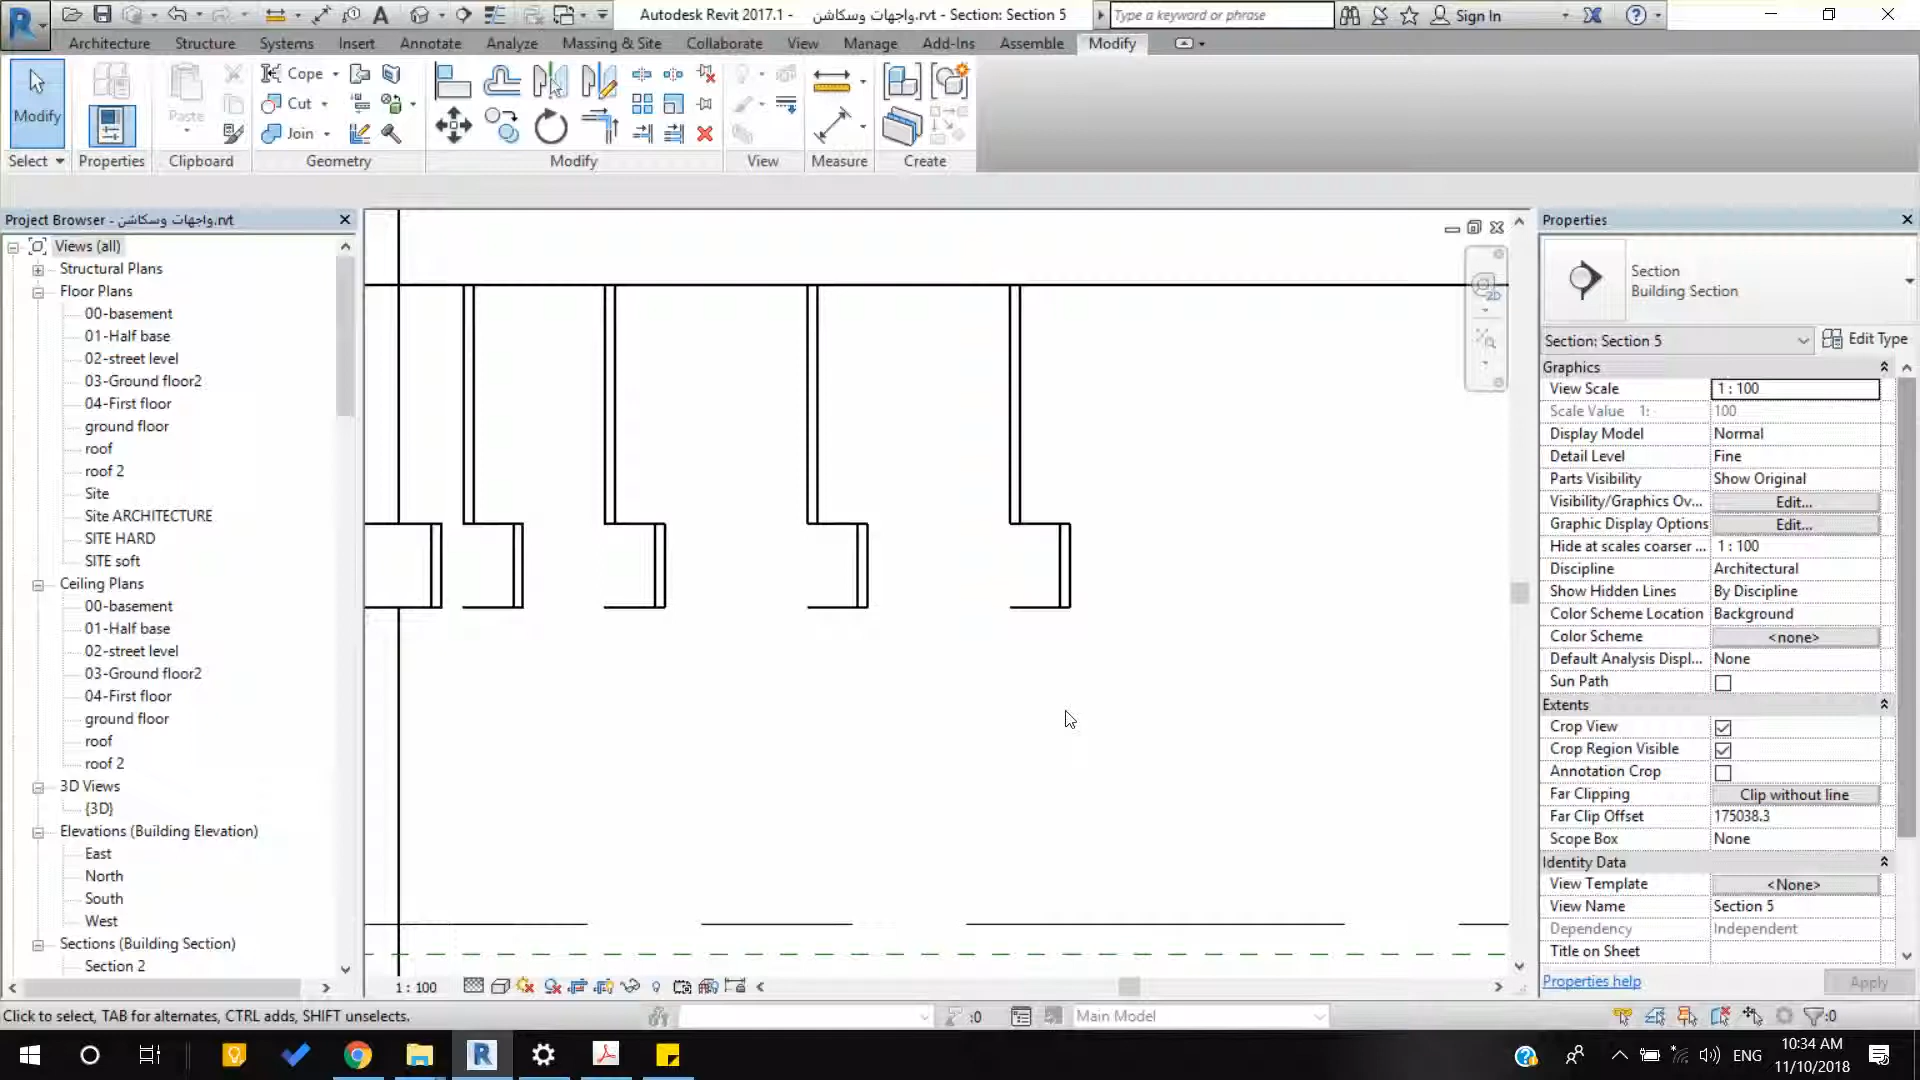 Autodesk Revit 2017.1 - واجهات وسكاشن.rvt - Section: Section 5
Type a keyword or phrase
Sign In
Architecture
Structure
Systems
Insert
Annotate
Analyze
Massing & Site
Collaborate
View
Manage
Add-Ins
Assemble
Modify
Modify
Paste
Cope
Cut
Join
Select
Properties
Clipboard
Geometry
Modify
View
Measure
Create
Project Browser - واجهات وسكاشن.rvt
Views (all)
Structural Plans
Floor Plans
00-basement
01-Half base
02-street level
03-Ground floor2
04-First floor
ground floor
roof
roof 2
Site
Site ARCHITECTURE
SITE HARD
SITE soft
Ceiling Plans
00-basement
01-Half base
02-street level
03-Ground floor2
04-First floor
ground floor
roof
roof 2
3D Views
{3D}
Elevations (Building Elevation)
East
North
South
West
Sections (Building Section)
Section 2
2D
1 : 100
Properties
Section
Building Section
Section: Section 5
Edit Type
Graphics
View Scale 1 : 100
Scale Value 1: 100
Display Model Normal
Detail Level Fine
Parts Visibility Show Original
Visibility/Graphics Ov... Edit...
Graphic Display Options Edit...
Hide at scales coarser ... 1 : 100
Discipline Architectural
Show Hidden Lines By Discipline
Color Scheme Location Background
Color Scheme <none>
Default Analysis Displ... None
Sun Path
Extents
Crop View
Crop Region Visible
Annotation Crop
Far Clipping Clip without line
Far Clip Offset 175038.3
Scope Box None
Identity Data
View Template <None>
View Name Section 5
Dependency Independent
Title on Sheet
Properties help
Apply
Click to select, TAB for alternates, CTRL adds, SHIFT unselects.
:0
Main Model
:0
ENG
10:34 AM
11/10/2018